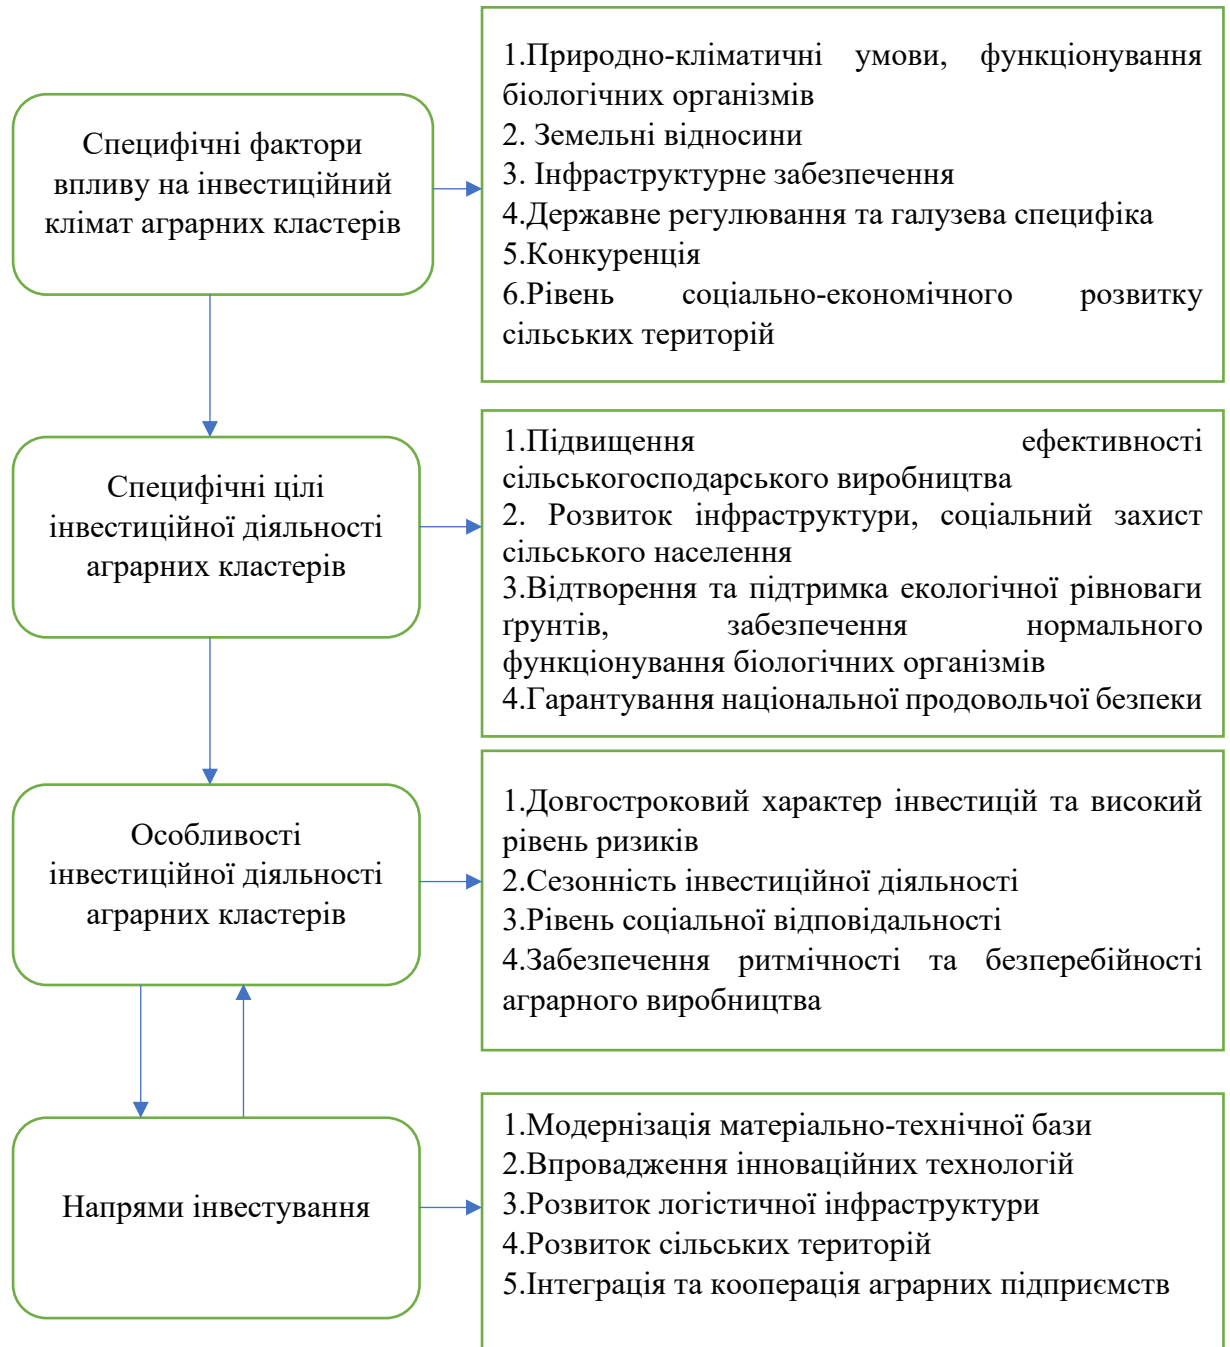 Специфічні фактори
впливу на інвестиційний
клімат аграрних кластерів
1.Природно-кліматичні умови, функціонування
біологічних організмів
2. Земельні відносини
3. Інфраструктурне забезпечення
4.Державне регулювання та галузева специфіка
5.Конкуренція
6.Рівень соціально-економічного розвитку
сільських територій
Специфічні цілі
інвестиційної діяльності
аграрних кластерів
1.Підвищення ефективності
сільськогосподарського виробництва
2. Розвиток інфраструктури, соціальний захист
сільського населення
3.Відтворення та підтримка екологічної рівноваги
ґрунтів, забезпечення нормального
функціонування біологічних організмів
4.Гарантування національної продовольчої безпеки
Особливості
інвестиційної діяльності
аграрних кластерів
1.Довгостроковий характер інвестицій та високий
рівень ризиків
2.Сезонність інвестиційної діяльності
3.Рівень соціальної відповідальності
4.Забезпечення ритмічності та безперебійності
аграрного виробництва
Напрями інвестування
1.Модернізація матеріально-технічної бази
2.Впровадження інноваційних технологій
3.Розвиток логістичної інфраструктури
4.Розвиток сільських територій
5.Інтеграція та кооперація аграрних підприємств